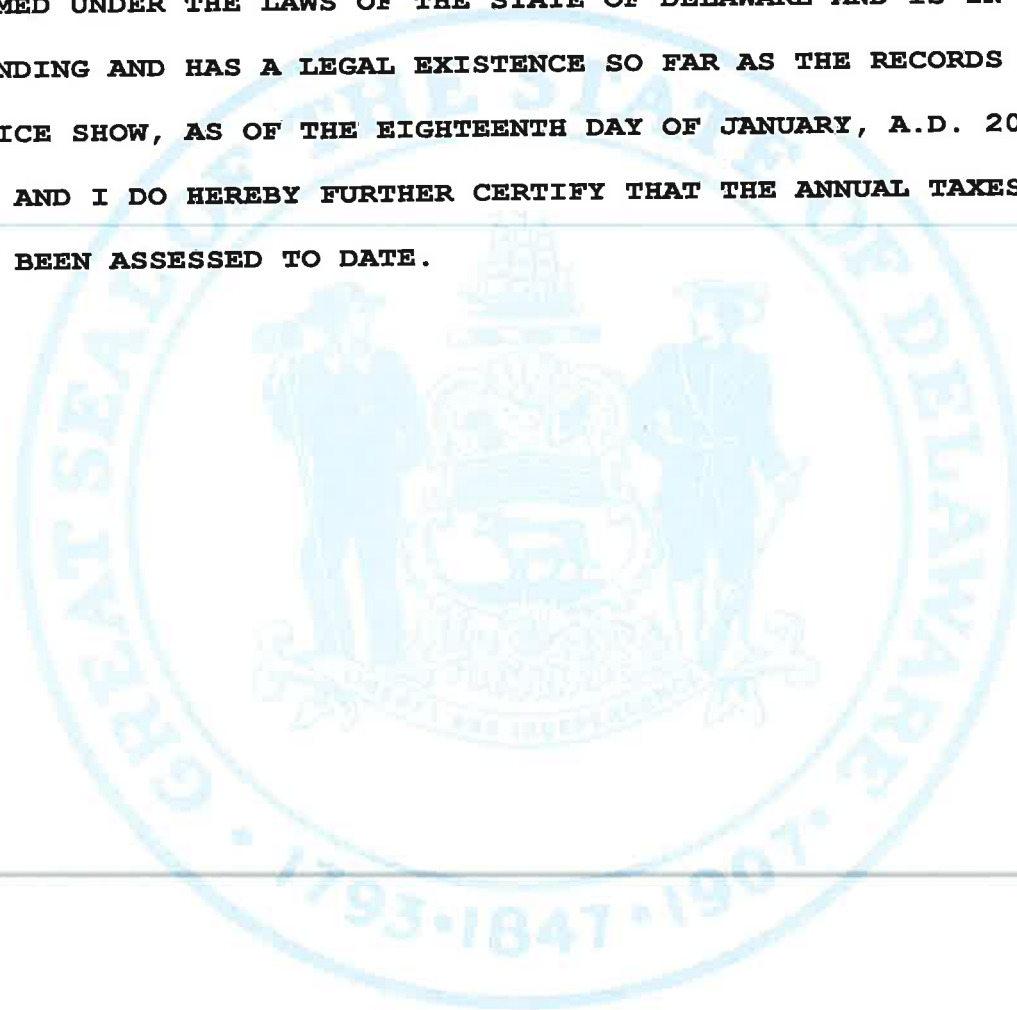 MED UNDER THE LAWS OF THE STATE OF DELAWARE AND IS IN
NDING AND HAS A LEGAL EXISTENCE SO FAR AS THE RECORDS
ICE SHOW, AS OF THE EIGHTEENTH DAY OF JANUARY, A.D. 20
AND I DO HEREBY FURTHER CERTIFY THAT THE ANNUAL TAXES
BEEN ASSESSED TO DATE.
GREAT SEAL OF THE STATE OF DELAWARE
· 1793·1847·1907·
AND INDEPENDENCE